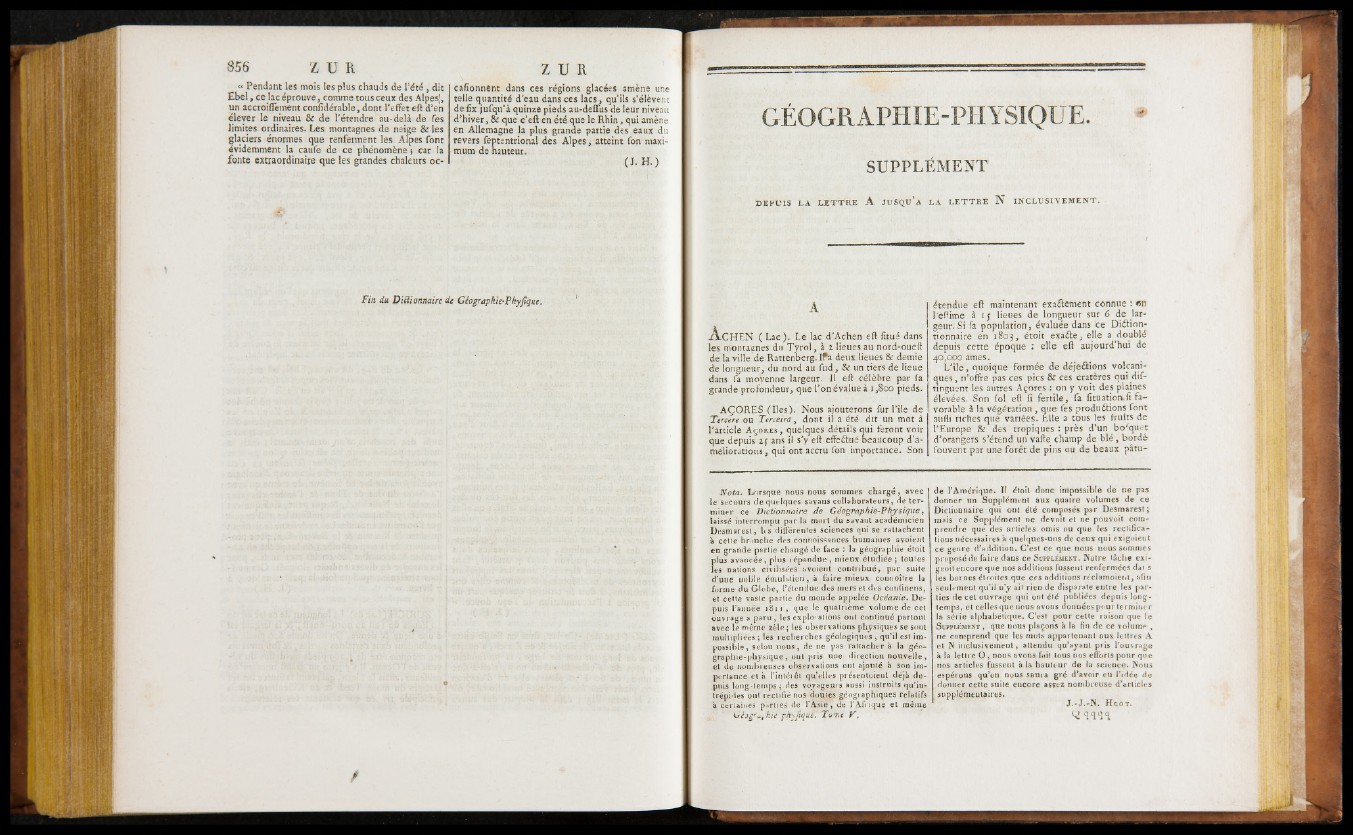 856 ZUR
ZUR
« Pendant les mois les plus chauds de l'été, dit
Ebel, ce lac éprouve, comme tous ceux des Alpes,
un accroiſſement conſidérable, dont l'effet eſt d'en
élever le niveau & de l'étendre au-delà de ſes
limites ordinaires. Les montagnes de neige & les
glaciers énormes que renferment les Alpes ſont
évidemment la cauſe de ce phénomène; car la
fonte extraordinaire que les grandes chaleurs oc-
caſionnent dans ces régions glacées amène une
telle quantité d'eau dans ces lacs, qu'ils s'élèvent
de ſix juſqu'à quinze pieds au-deſſus de leur niveau
d'hiver, & que c'eſt en été que le Rhin, qui amène
en Allemagne la plus grande partie des eaux du
revers ſeptentrional des Alpes, atteint ſon maxi-
mum de hauteur.
(J. H.)
Fin du Dictionnaire de Géographie-Phyſique.
GÉOGRAPHIE-PHYSIQUE.
SUPPLÉMENT
DEPUIS LA LETTRE A JUSQU'A LA LETTRE N INCLUSIVEMENT.
A
ACHEN (Lac). Le lac d'Achen eſt ſitué dans
les montagnes du Tyrol, à 2 lieues au nord-oueſt
de la ville de Rattenberg. Il a deux lieues & demie
de longueur, du nord au ſud, & un tiers de lieue
dans ſa moyenne largeur. Il eſt célèbre par ſa
grande profondeur, que l'on évalue à 1,800 pieds.
AÇORES (Iles). Nous ajouterons ſur l'île de
Tercere ou Terceira, dont il a été dit un mot à
l'article AÇORES, quelques détails qui feront voir
que depuis 25 ans il s'y eſt effectué beaucoup d'a-
méliorations, qui ont accru ſon importance. Son
étendue eſt maintenant exactement connue : on
l'eſtime à 15 lieues de longueur sur 6 de lar-
geur. Si ſa population, évaluée dans ce Diction-
tionnaire en 1803, étoit exacte, elle a doublé
depuis cette époque : elle eſt aujourd'hui de
40,000 ames.
L'île, quoique formée de déjections volcani-
ques, n'offre pas ces pics & ces cratères qui diſ-
tinguent les autres Açores : on y voit des plaines
élevées. Son ſol eſt ſi fertile, ſa ſituation ſi fa-
vorable à la végétation, que ſes productions ſont
auſſi riches que variées. Elle a tous les fruits de
l'Europe & des tropiques : près d'un boſquet
d'orangers s'étend un vaſte champ de blé, bordé
ſouvent par une forêt de pins ou de beaux pâtu-
Nota. Lorsque nous nous sommes chargé, avec
le secours de quelques savans collaborateurs, de ter-
miner ce Dictionnaire de Géographie-Physique,
laissé interrompu par la mort du savant académicien
Desmarest, les différentes sciences qui se rattachent
à cette branche des connoissances humaines avoient
en grande partie changé de face : la géographie étoit
plus avancée, plus répandue, mieux étudiée; toutes
les nations civilisées avoient contribué, par suite
d'une noble émulation, à faire mieux connoître la
forme du Globe, l'étendue des mers et des continens,
et cette vaste partie du monde appelée Océanie. De-
puis l'année 1811, que le quatrième volume de cet
ouvrage a paru, les explorations ont continué partout
avec le même zèle; les observations physiques se sont
multipliées; les recherches géologiques, qu'il est im-
possible, selon nous, de ne pas rattacher à la géo-
graphie-physique, ont pris une direction nouvelle,
et de nombreuses observations ont ajouté à son im-
portance et à l'intérêt qu'elles présentoient déjà de-
puis long-temps; des voyageurs aussi instruits qu'in-
trépides ont rectifié nos doutes géographiques relatifs
à certaines parties de l'Asie, de l'Afrique et même
Géographie phyſique. Tome V.
de l'Amérique. Il étoit donc impossible de ne pas
donner un Supplément aux quatre volumes de ce
Dictionnaire qui ont été composés par Desmarest;
mais ce Supplément ne devoit et ne pouvoit com-
prendre que des articles omis ou que les rectifica-
tions nécessaires à quelques-uns de ceux qui exigeoient
ce genre d'addition. C'est ce que nous nous sommes
proposé de faire dans ce SUPPLÉMENT. Notre tâche exi-
geoit encore que nos additions fussent renfermées dans
les bornes étroites que ces additions réclamoient, afin
seulement qu'il n'y ait rien de disparate entre les par-
ties de cet ouvrage qui ont été publiées depuis long-
temps, et celles que nous avons données pour terminer
la série alphabétique. C'est pour cette raison que le
SUPPLÉMENT, que nous plaçons à la fin de ce volume,
ne comprend que les mots appartenant aux lettres A
et N inclusivement, attendu qu'ayant pris l'ouvrage
à la lettre O, nous avons fait tous nos efforts pour que
nos articles fussent à la hauteur de la science. Nous
espérons qu'on nous saura gré d'avoir eu l'idée de
donner cette suite encore assez nombreuse d'articles
supplémentaires.
J.-J.-N. HUOT.
Qqqqq